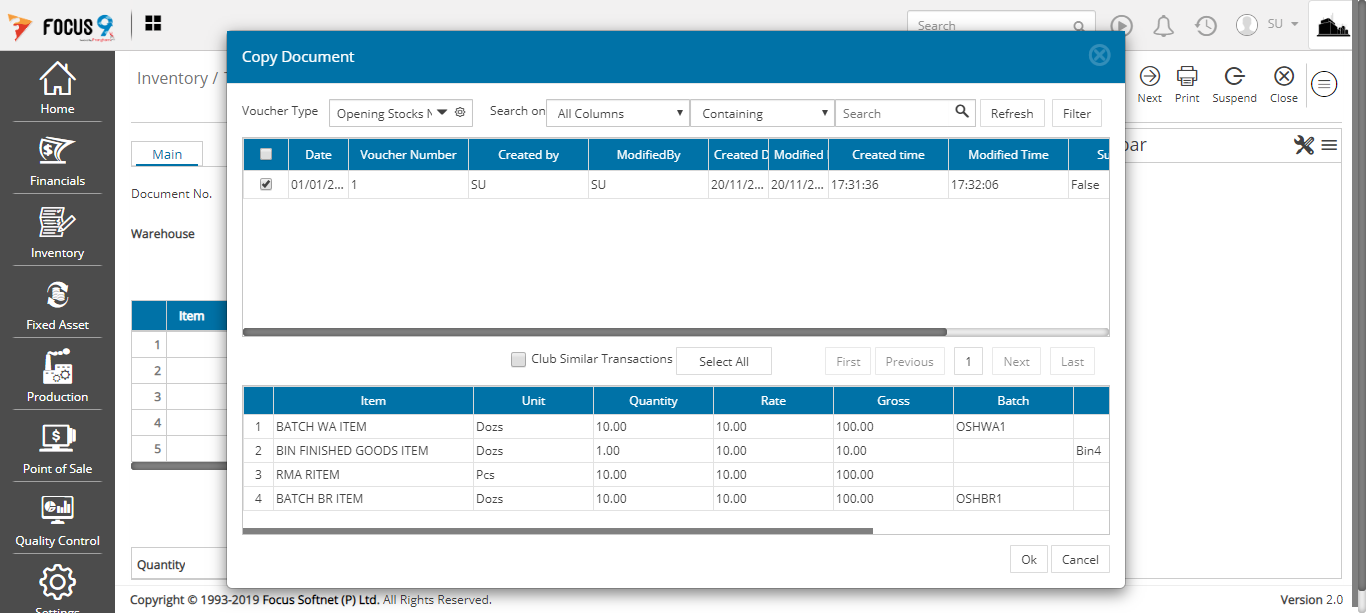 FOCUS 9
Search
SU
Home
Financials
Inventory
Fixed Asset
Production
Point of Sale
Quality Control
Settings
Inventory /
Next Print Suspend Close
Main
Document No.
Warehouse
Item
1
2
3
4
5
Quantity
bar
Copy Document
Voucher Type Opening Stocks N Search on All Columns Containing Search Refresh Filter
Date Voucher Number Created by ModifiedBy Created D Modified Created time Modified Time Su
01/01/2... 1 SU SU 20/11/2... 20/11/2... 17:31:36 17:32:06 False
Club Similar Transactions Select All First Previous 1 Next Last
Item Unit Quantity Rate Gross Batch
1 BATCH WA ITEM Dozs 10.00 10.00 100.00 OSHWA1
2 BIN FINISHED GOODS ITEM Dozs 1.00 10.00 10.00 Bin4
3 RMA RITEM Pcs 10.00 10.00 100.00
4 BATCH BR ITEM Dozs 10.00 10.00 100.00 OSHBR1
Ok Cancel
Copyright © 1993-2019 Focus Softnet (P) Ltd. All Rights Reserved.
Version 2.0